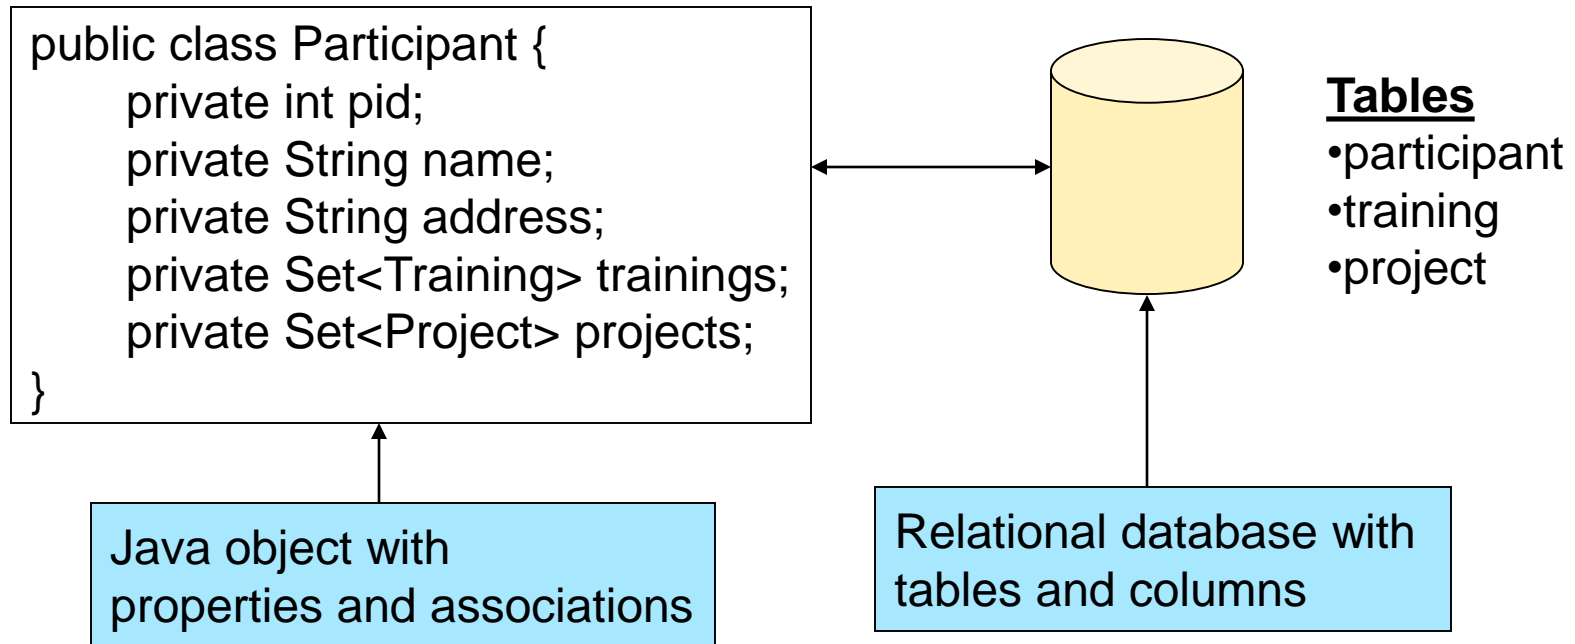 public class Participant {
private int pid;
private String name;
private String address;
private Set<Training> trainings;
private Set<Project> projects;
}
Tables
•participant
•training
•project
Java object with
properties and associations
Relational database with
tables and columns